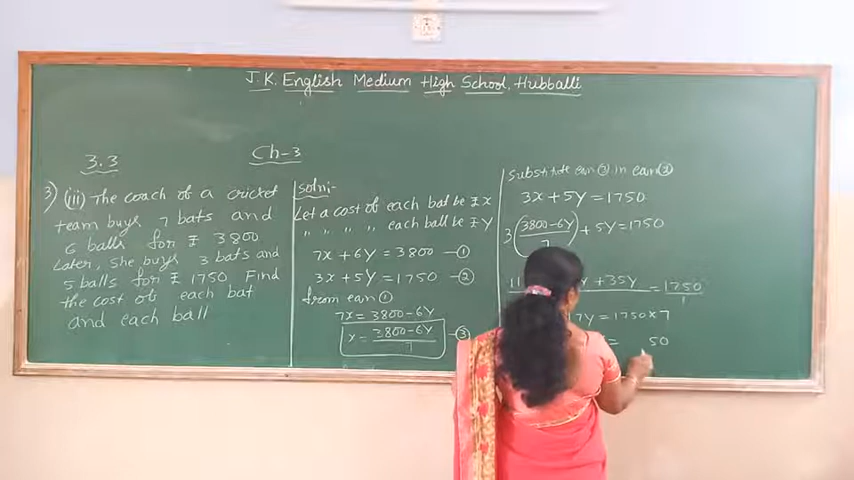 J.K. English Medium High School, Hubballi
3.3
Ch-3
3) (iii) The coach of a cricket
team buys 7 bats and
6 balls for ₹ 3800
Later, she buys 3 bats and
5 balls for ₹ 1750 Find
the cost of each bat
and each ball
soln:-
Let a cost of each bat be ₹ x
" " " " each ball be ₹ y
7x + 6y = 3800 —①
3x + 5y = 1750 —②
from eqn ①
7x = 3800-6y
x = 3800-6y / 7 —③
Substitute eqn ② in eqn ③
3x + 5y = 1750
3(3800-6y / 7) + 5y = 1750
y + 35y = 1750 / 1
7y = 1750×7
= 50